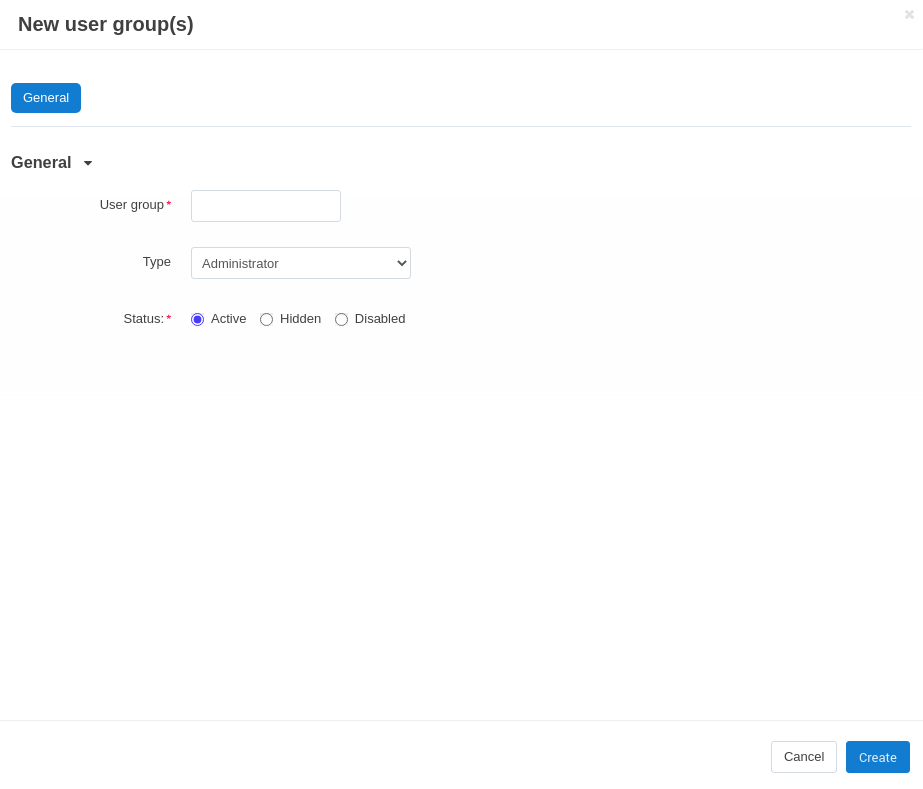 New user group(s)
General
General
User group*
Type
Administrator
Status:*
Active Hidden Disabled
Cancel Create